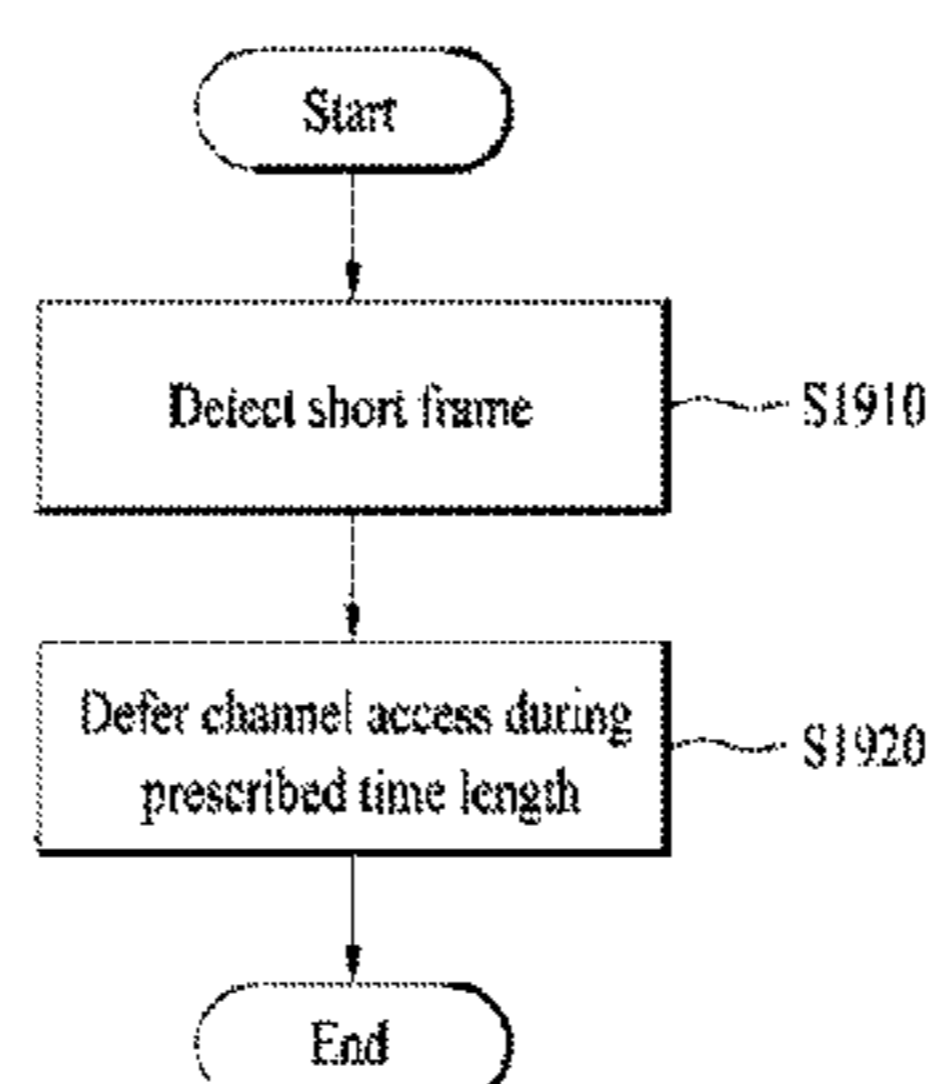 Start
Detect short frame
S1910
Defer channel access during
prescribed time length
S1920
End